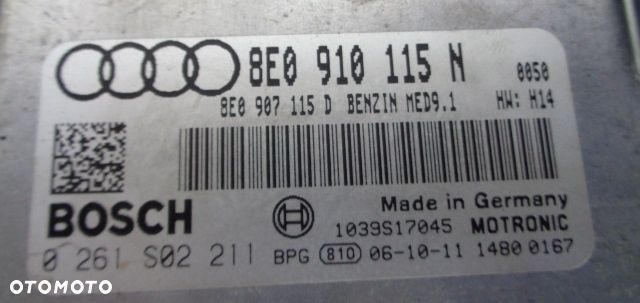 8E0 910 115 N 0050
8E0 907 115 D BENZIN MED9.1 HW: H14
Made in Germany
BOSCH 1039S17045 MOTRONIC
0 261 S02 211 BPG 810 06-10-11 1480 0167
OTOMOTO